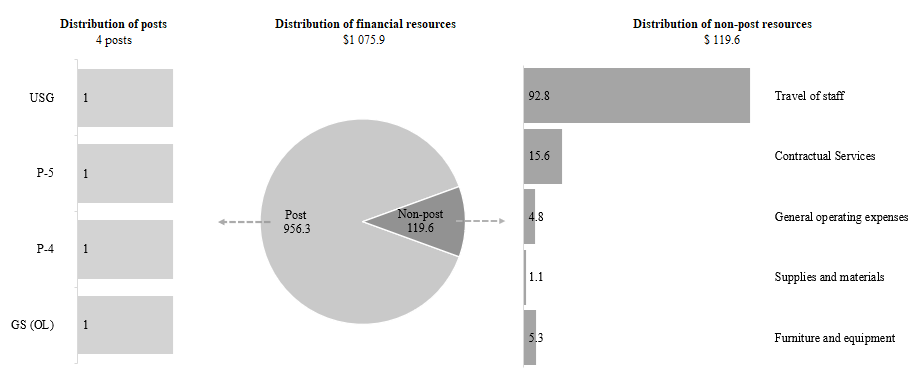 Distribution of posts
4 posts
USG
1
P-5
1
P-4
1
GS (OL)
1
Distribution of financial resources
$1 075.9
Post
956.3
Non-post
119.6
Distribution of non-post resources
$ 119.6
92.8
Travel of staff
15.6
Contractual Services
4.8
General operating expenses
1.1
Supplies and materials
5.3
Furniture and equipment